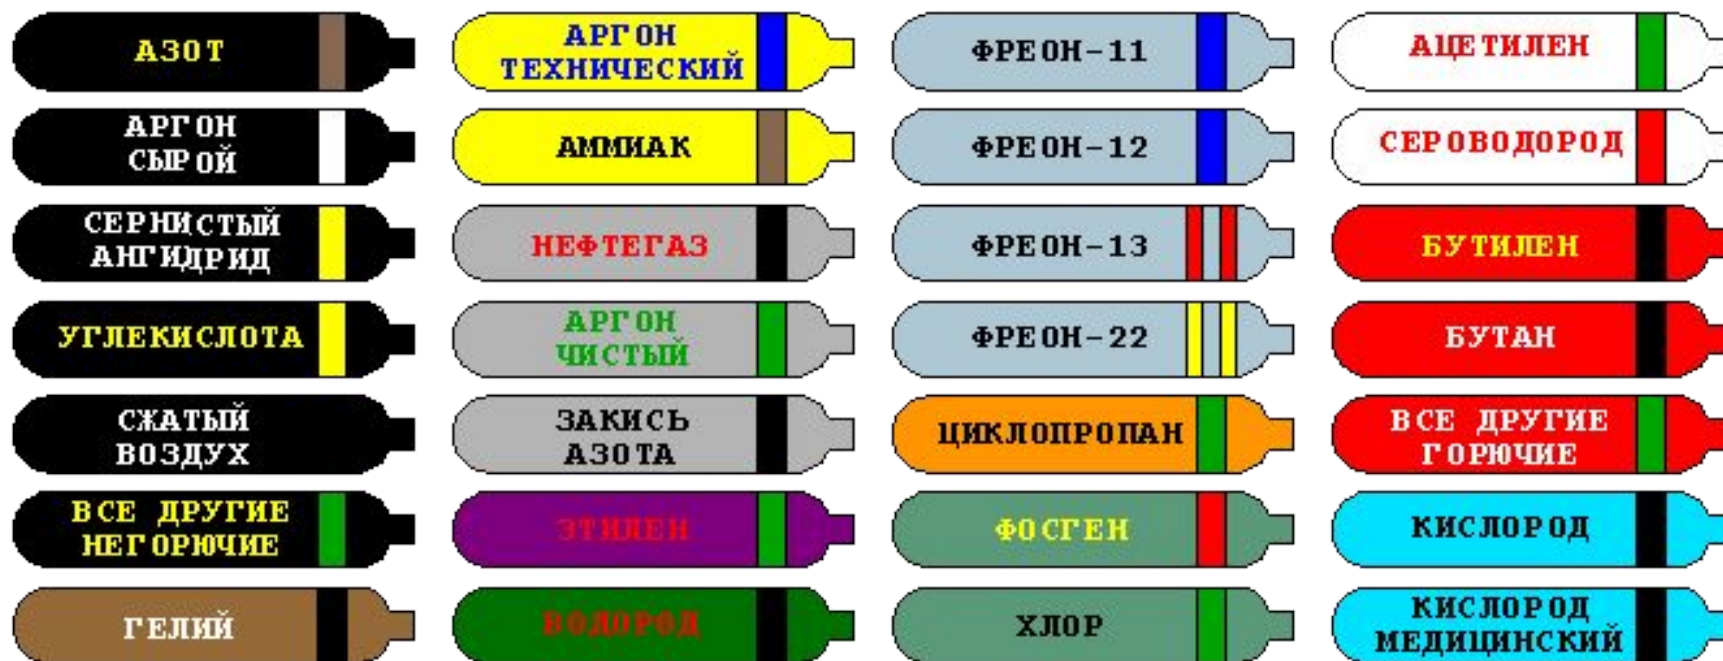 АЗОТ
АРГОН
СЫРОЙ
СЕРНИСТЫЙ
АНГИДРИД
УГЛЕКИСЛОТА
СЖАТЫЙ
ВОЗДУХ
ВСЕ ДРУГИЕ
НЕГОРЮЧИЕ
ГЕЛИЙ
АРГОН
ТЕХНИЧЕСКИЙ
АММИАК
НЕФТЕГАЗ
АРГОН
ЧИСТЫЙ
ЗАКИСЬ
АЗОТА
ЭТИЛЕН
ВОДОРОД
ФРЕОН-11
ФРЕОН-12
ФРЕОН-13
ФРЕОН-22
ЦИКЛОПРОПАН
ФОСГЕН
ХЛОР
АЦЕТИЛЕН
СЕРОВОДОРОД
БУТИЛЕН
БУТАН
ВСЕ ДРУГИЕ
ГОРЮЧИЕ
КИСЛОРОД
КИСЛОРОД
МЕДИЦИНСКИЙ